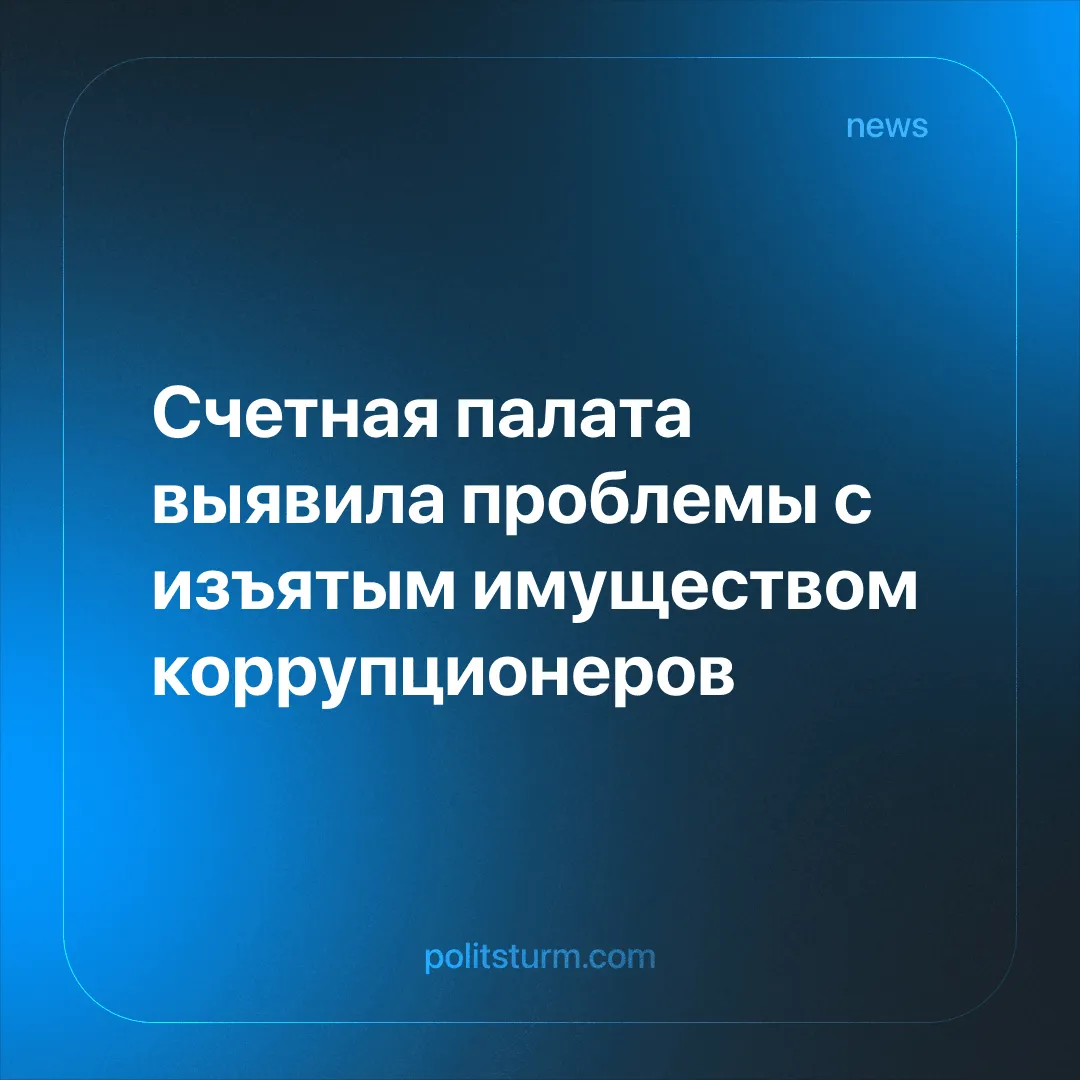 news
Счетная палата
выявила проблемы с
изъятым имуществом
коррупционеров
politsturm.com